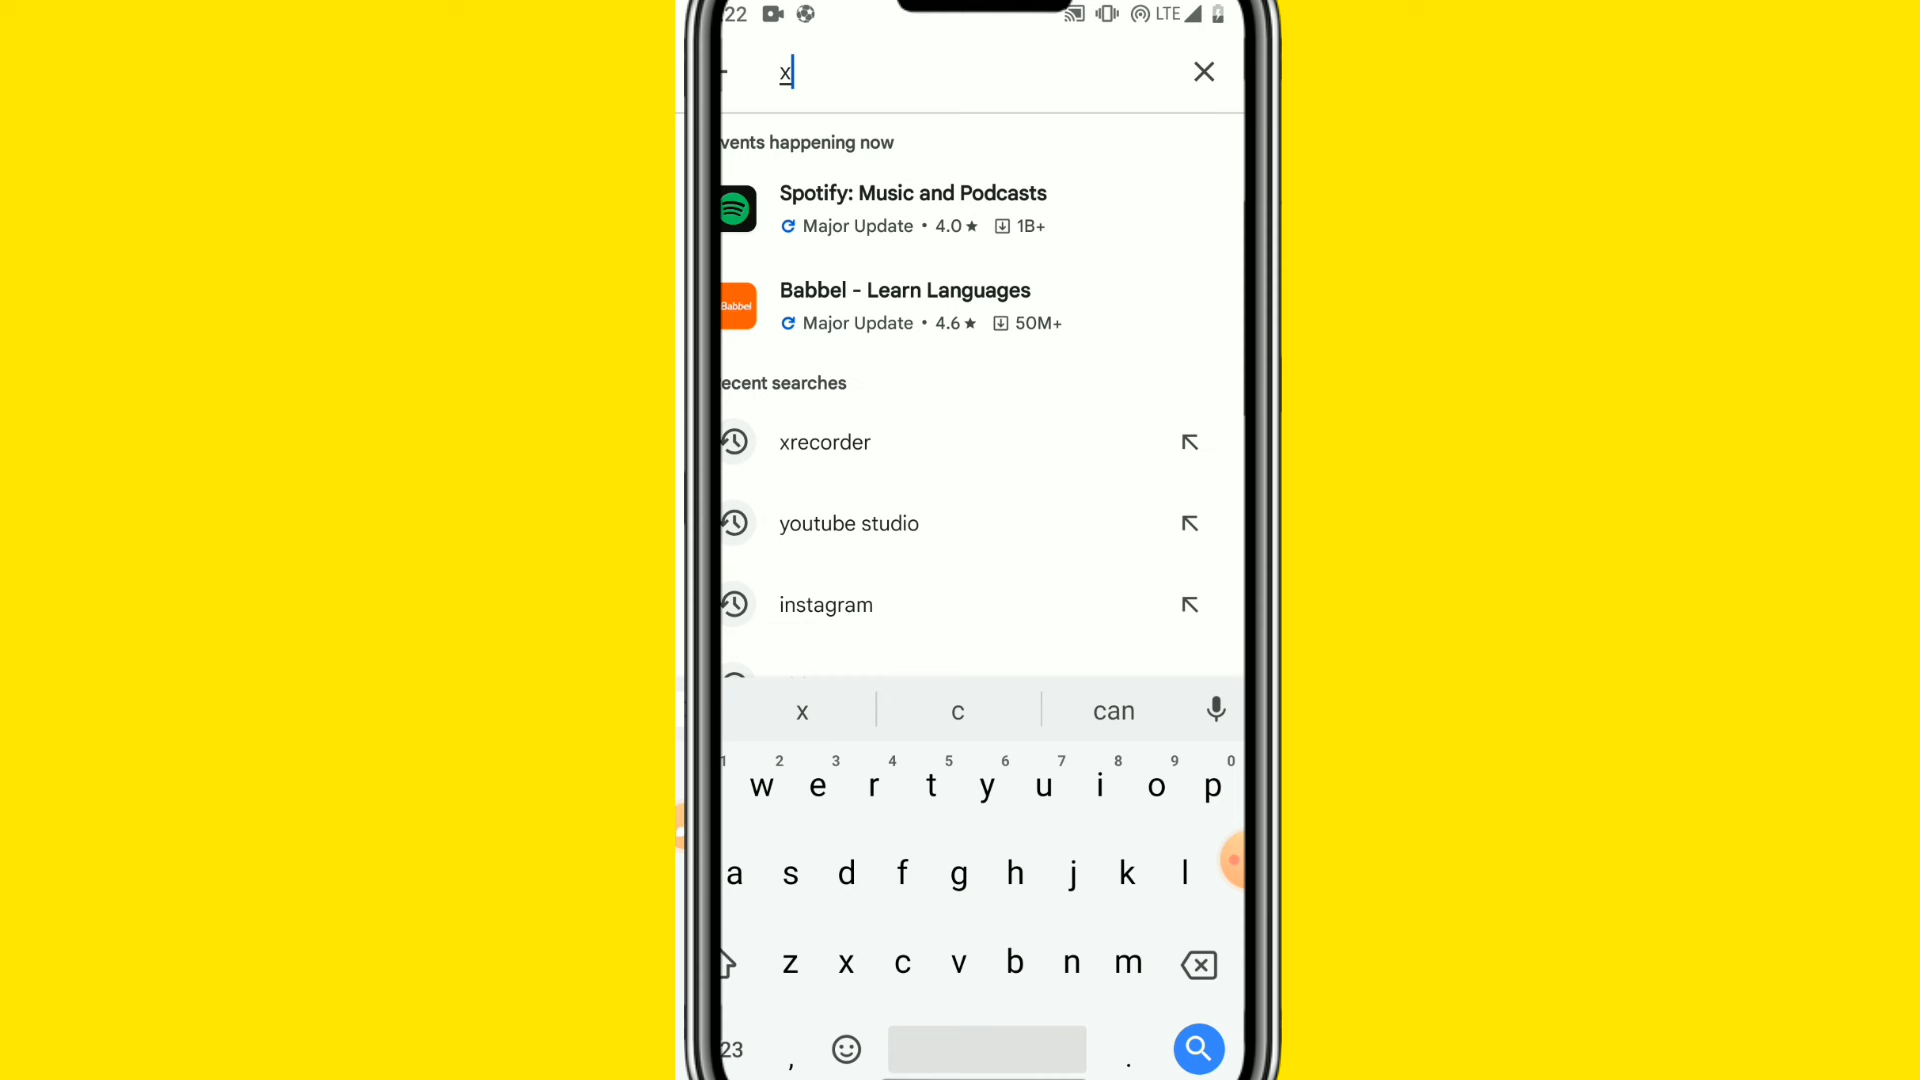 :22 LTE
x
vents happening now
Spotify: Music and Podcasts
Major Update • 4.0 ★ 1B+
Babbel
Babbel - Learn Languages
Major Update • 4.6 ★ 50M+
ecent searches
xrecorder
youtube studio
instagram
x c can
1 2 3 4 5 6 7 8 9 0
w e r t y u i o p
a s d f g h j k l
z x c v b n m
23 , .